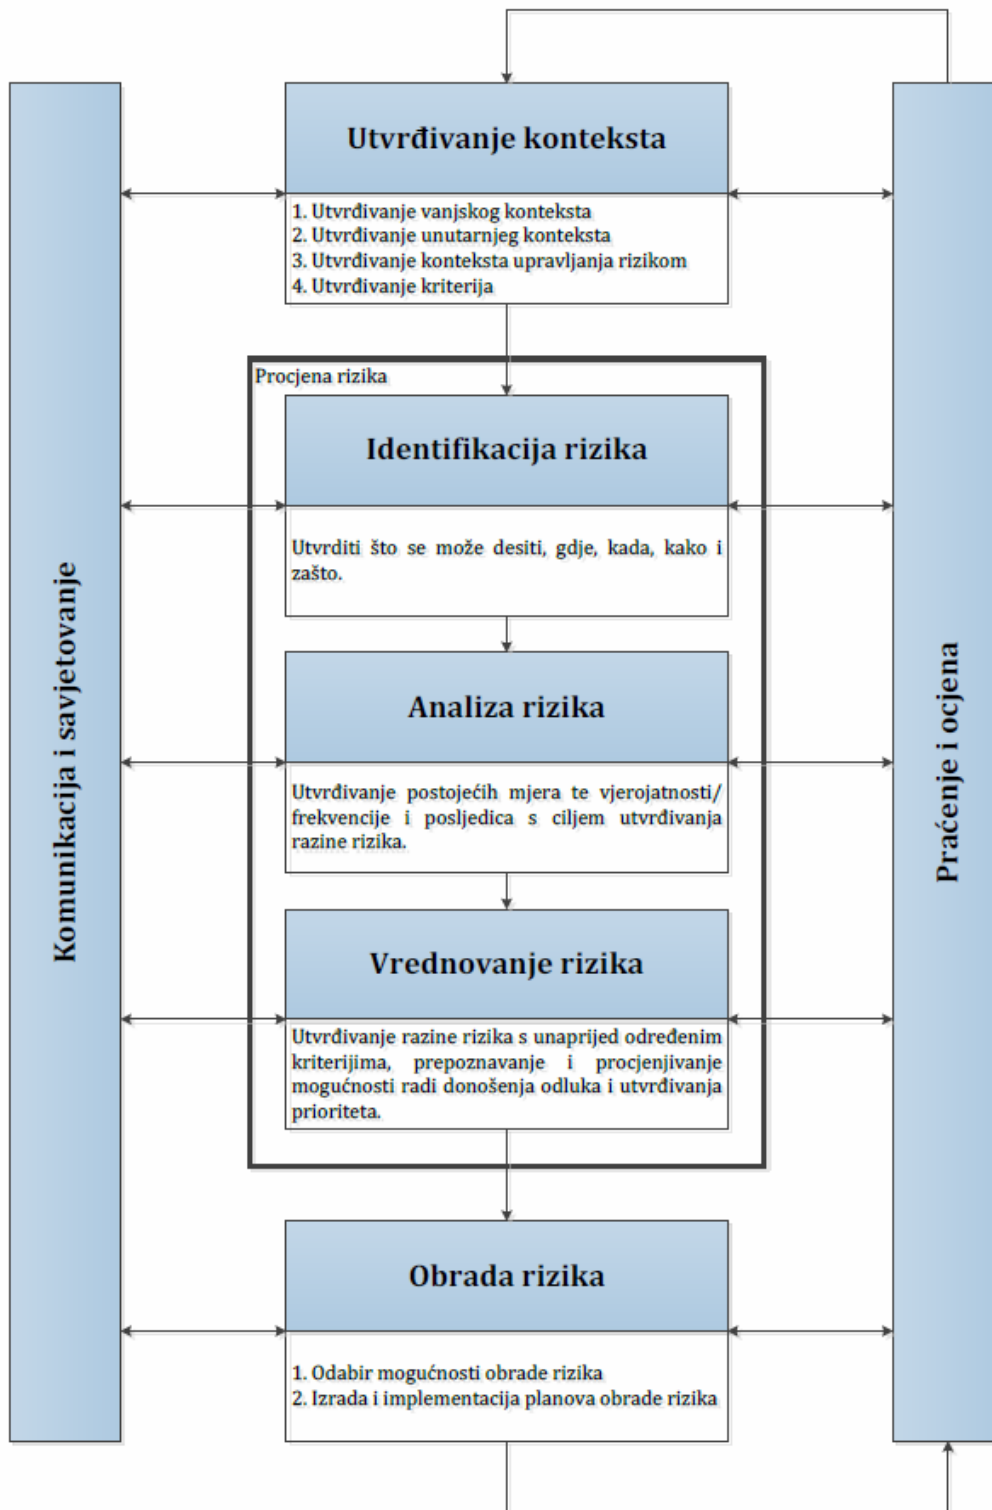 Utvrđivanje konteksta
1. Utvrđivanje vanjskog konteksta
2. Utvrđivanje unutarnjeg konteksta
3. Utvrđivanje konteksta upravljanja rizikom
4. Utvrđivanje kriterija
Procjena rizika
Identifikacija rizika
Utvrditi što se može desiti, gdje, kada, kako i
zašto.
Analiza rizika
Utvrđivanje postojećih mjera te vjerojatnosti/
frekvencije i posljedica s ciljem utvrđivanja
razine rizika.
Vrednovanje rizika
Utvrđivanje razine rizika s unaprijed određenim
kriterijima, prepoznavanje i procjenjivanje
mogućnosti radi donošenja odluka i utvrđivanja
prioriteta.
Obrada rizika
1. Odabir mogućnosti obrade rizika
2. Izrada i implementacija planova obrade rizika
Komunikacija i savjetovanje
Praćenje i ocjena